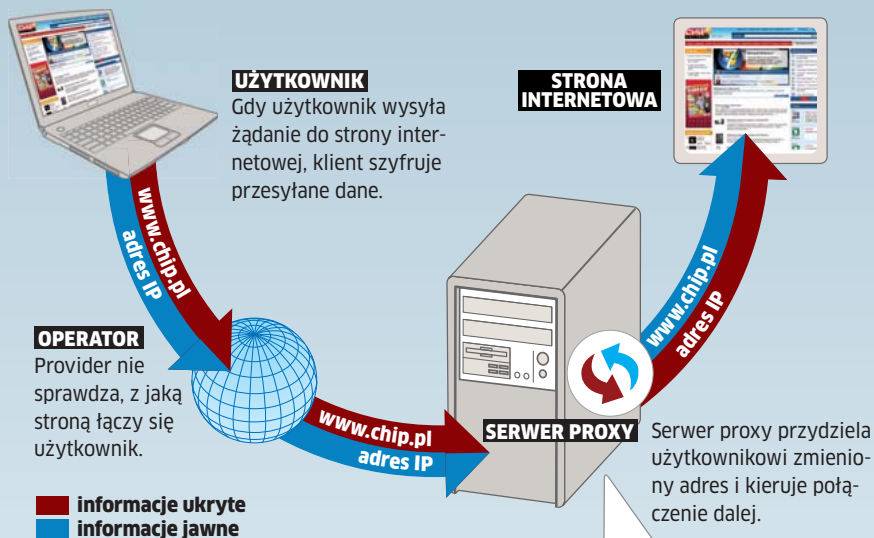 UŻYTKOWNIK
Gdy użytkownik wysyła
żądanie do strony inter-
netowej, klient szyfruje
przesyłane dane.
STRONA
INTERNETOWA
www.chip.pl
adres IP
OPERATOR
Provider nie
sprawdza, z jaką
stroną łączy się
użytkownik.
www.chip.pl
adres IP
SERWER PROXY
Serwer proxy przydziela
użytkownikowi zmienio-
ny adres i kieruje połą-
czenie dalej.
www.chip.pl
adres IP
informacje ukryte
informacje jawne